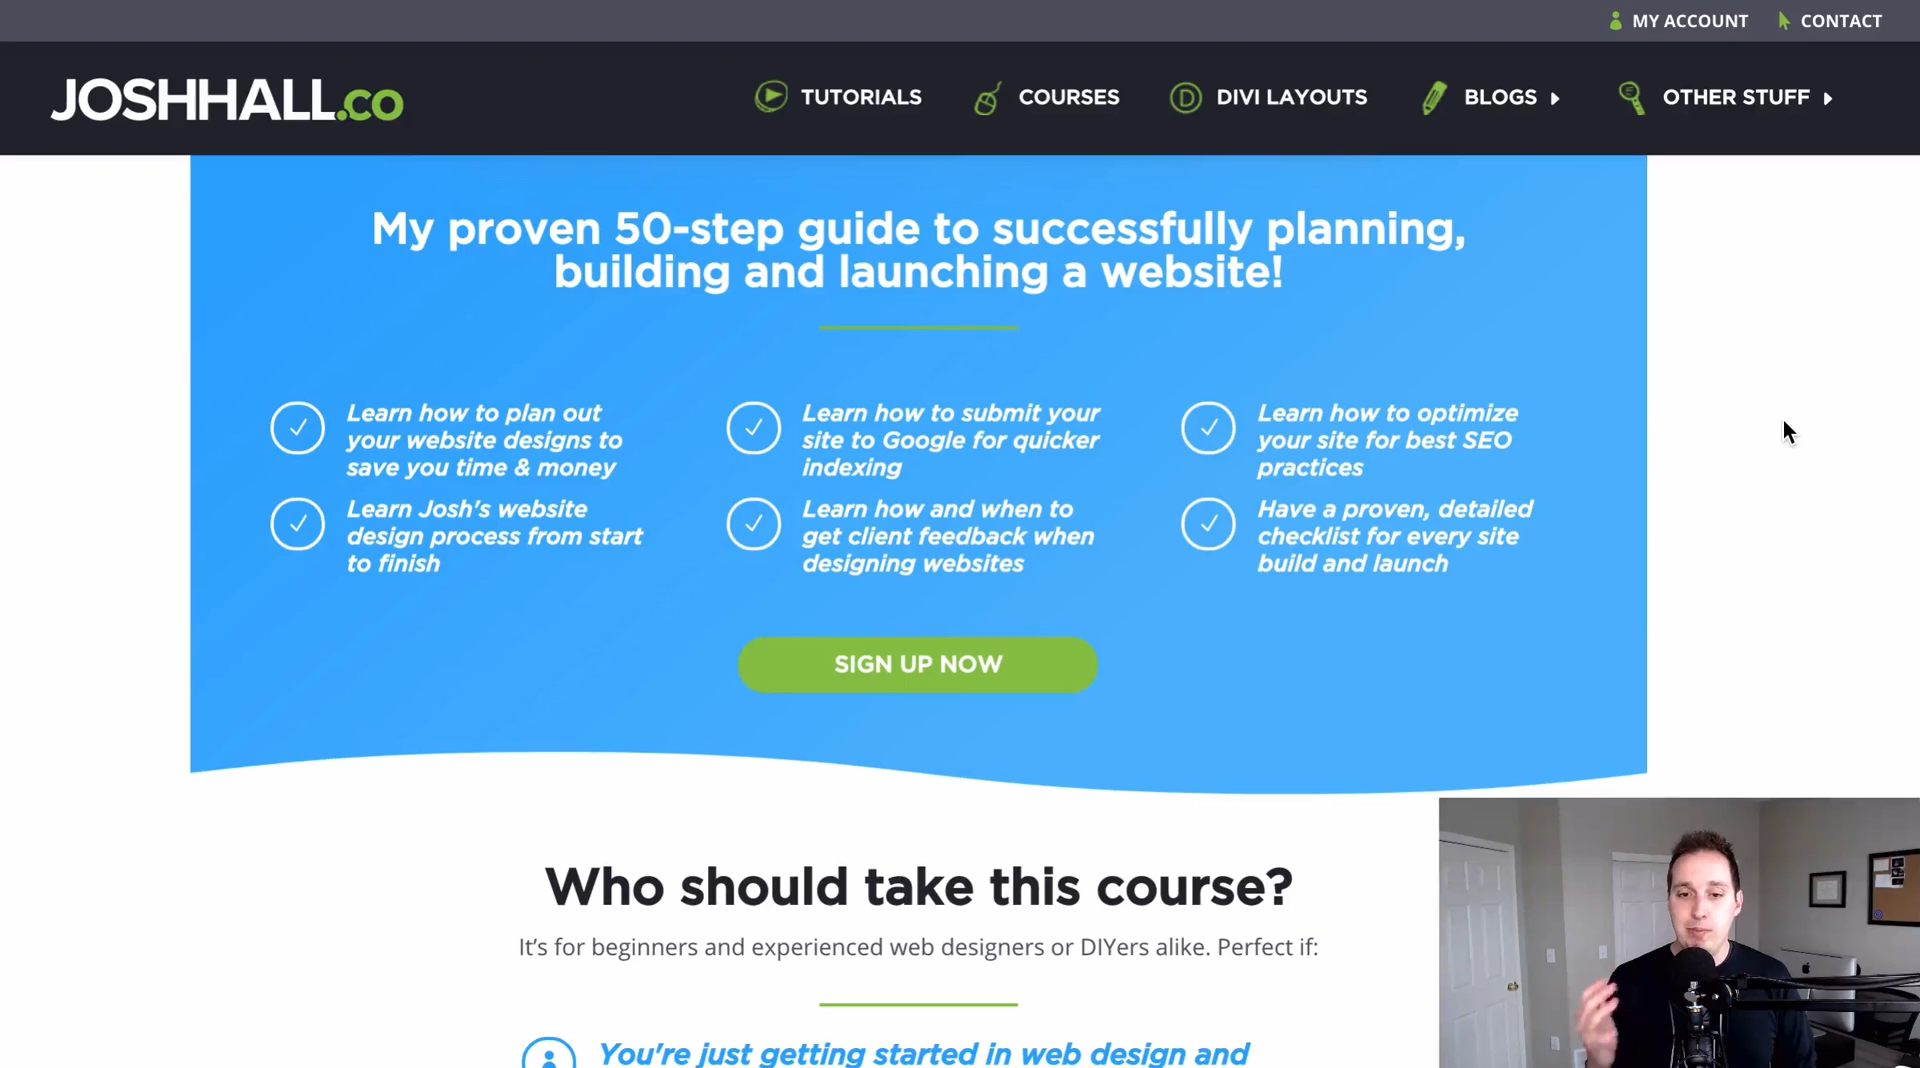 MY ACCOUNT
CONTACT
JOSHHALL.CO
TUTORIALS
COURSES
DIVI LAYOUTS
BLOGS
OTHER STUFF
My proven 50-step guide to successfully planning,
building and launching a website!
Learn how to plan out
your website designs to
save you time & money
Learn how to submit your
site to Google for quicker
indexing
Learn how to optimize
your site for best SEO
practices
Learn Josh's website
design process from start
to finish
Learn how and when to
get client feedback when
designing websites
Have a proven, detailed
checklist for every site
build and launch
SIGN UP NOW
Who should take this course?
It's for beginners and experienced web designers or DIYers alike. Perfect if:
You're just getting started in web design and